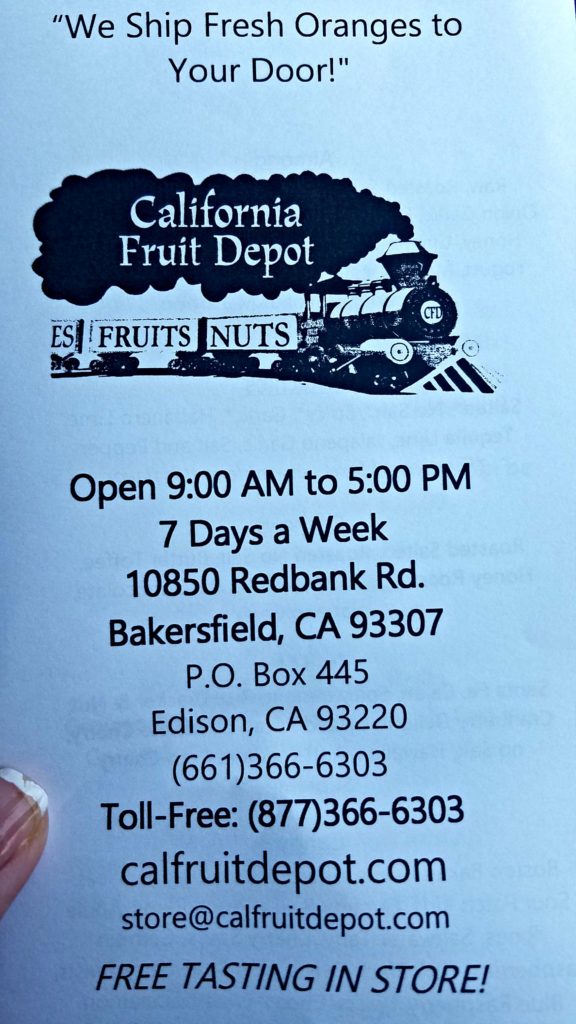 “We Ship Fresh Oranges to
Your Door!"
California
Fruit Depot
ES FRUITS NUTS
CFD
Open 9:00 AM to 5:00 PM
7 Days a Week
10850 Redbank Rd.
Bakersfield, CA 93307
P.O. Box 445
Edison, CA 93220
(661)366-6303
Toll-Free: (877)366-6303
calfruitdepot.com
store@calfruitdepot.com
FREE TASTING IN STORE!